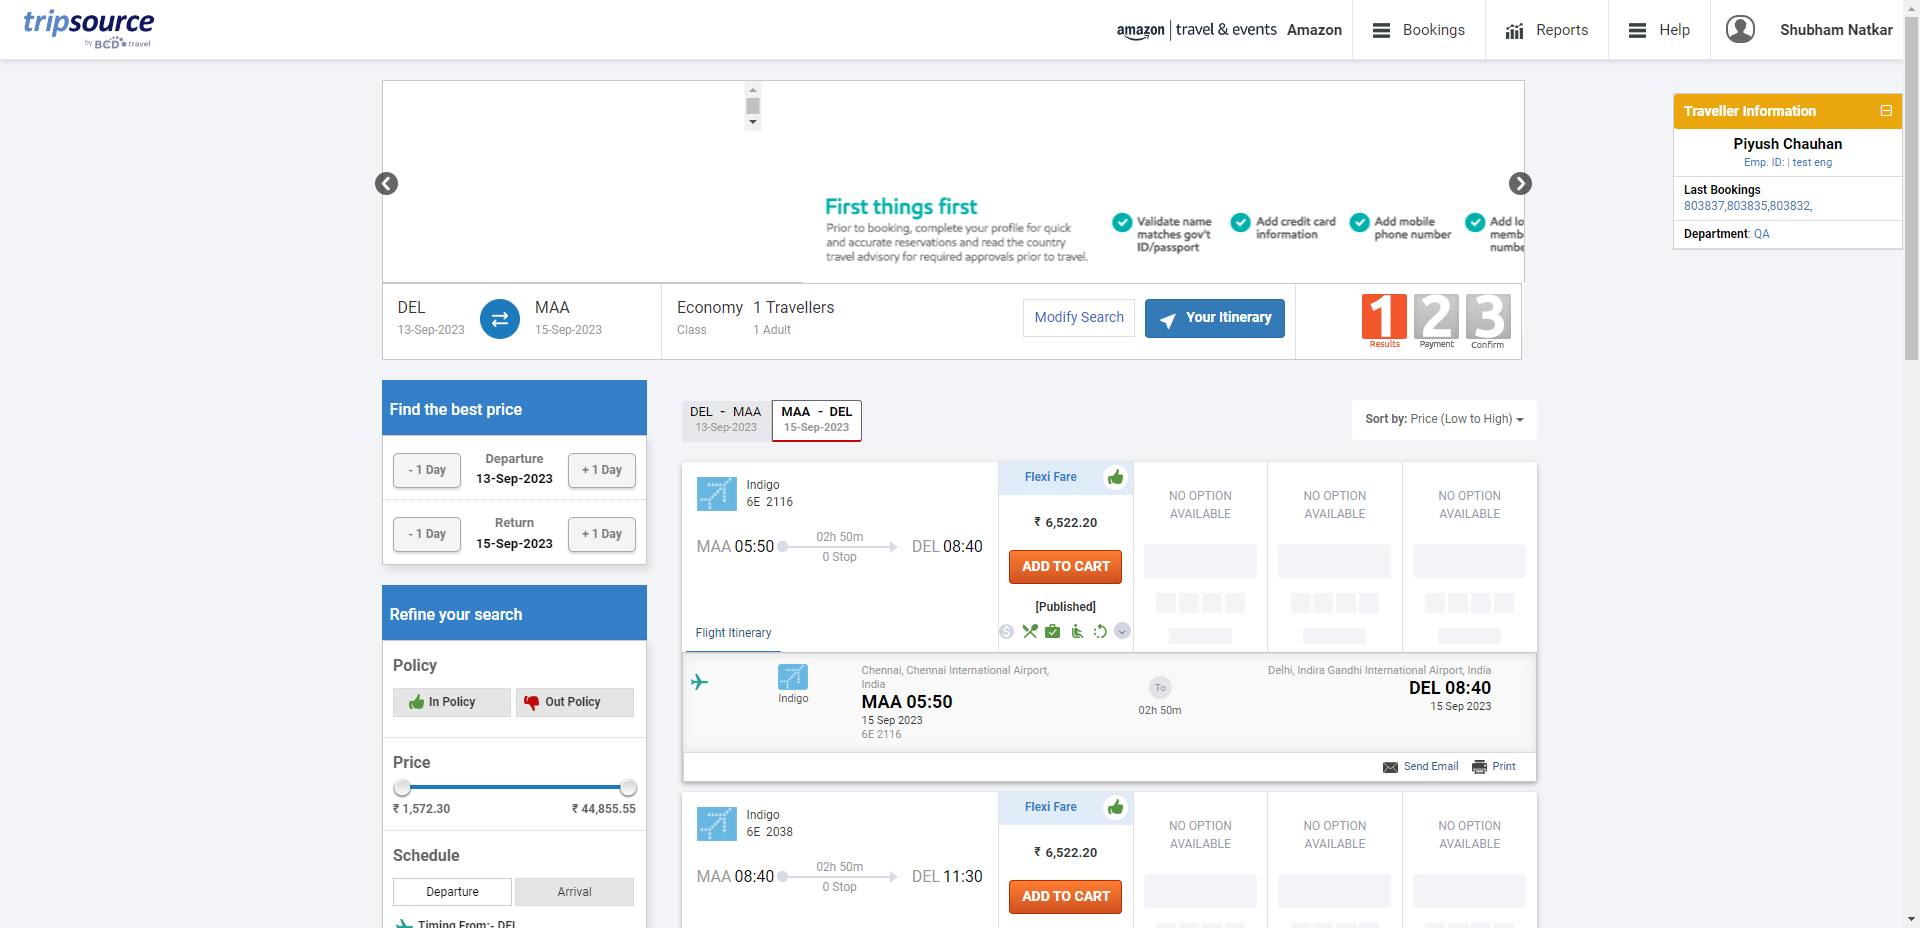 tripsource
by BCD travel
amazon | travel & events Amazon
Bookings
Reports
Help
Shubham Natkar
First things first
Prior to booking, complete your profile for quick
and accurate reservations and read the country
travel advisory for required approvals prior to travel.
Validate name
matches gov't
ID/passport
Add credit card
information
Add mobile
phone number
Add lo
memb
numbe
Traveller Information
Piyush Chauhan
Emp. ID: | test eng
Last Bookings
803837,803835,803832,
Department: QA
DEL
13-Sep-2023
MAA
15-Sep-2023
Economy
Class
1 Travellers
1 Adult
Modify Search
Your Itinerary
1 2 3
Results Payment Confirm
Find the best price
- 1 Day
Departure
13-Sep-2023
+ 1 Day
- 1 Day
Return
15-Sep-2023
+ 1 Day
Refine your search
Policy
In Policy
Out Policy
Price
₹ 1,572.30
₹ 44,855.55
Schedule
Departure
Arrival
Timing From:- DEL
DEL - MAA
13-Sep-2023
MAA - DEL
15-Sep-2023
Sort by: Price (Low to High)
Indigo
6E 2116
MAA 05:50
02h 50m
0 Stop
DEL 08:40
Flight Itinerary
Flexi Fare
₹ 6,522.20
ADD TO CART
[Published]
NO OPTION
AVAILABLE
NO OPTION
AVAILABLE
NO OPTION
AVAILABLE
Indigo
Chennai, Chennai International Airport,
India
MAA 05:50
15 Sep 2023
6E 2116
To
02h 50m
Delhi, Indira Gandhi International Airport, India
DEL 08:40
15 Sep 2023
Send Email
Print
Indigo
6E 2038
MAA 08:40
02h 50m
0 Stop
DEL 11:30
Flexi Fare
₹ 6,522.20
ADD TO CART
NO OPTION
AVAILABLE
NO OPTION
AVAILABLE
NO OPTION
AVAILABLE